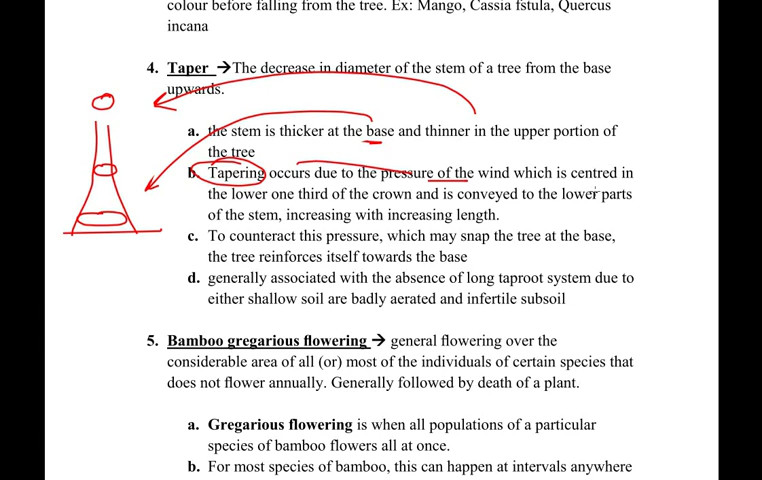 colour before falling from the tree. Ex: Mango, Cassia fstula, Quercus
incana
4. Taper →The decrease in diameter of the stem of a tree from the base
upwards.
a. the stem is thicker at the base and thinner in the upper portion of
the tree
b. Tapering occurs due to the pressure of the wind which is centred in
the lower one third of the crown and is conveyed to the lower parts
of the stem, increasing with increasing length.
c. To counteract this pressure, which may snap the tree at the base,
the tree reinforces itself towards the base
d. generally associated with the absence of long taproot system due to
either shallow soil are badly aerated and infertile subsoil
5. Bamboo gregarious flowering → general flowering over the
considerable area of all (or) most of the individuals of certain species that
does not flower annually. Generally followed by death of a plant.
a. Gregarious flowering is when all populations of a particular
species of bamboo flowers all at once.
b. For most species of bamboo, this can happen at intervals anywhere